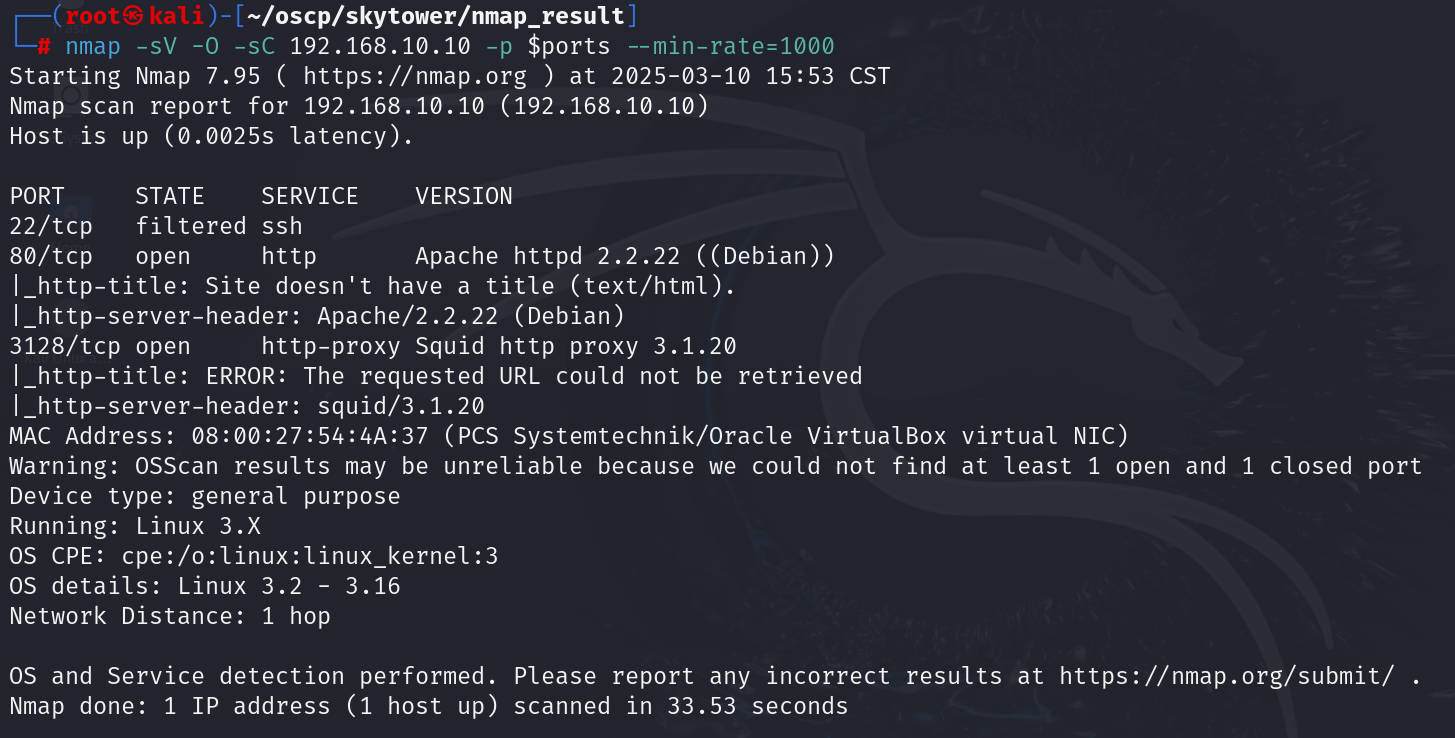 ┌──(root㉿kali)-[~/oscp/skytower/nmap_result]
└─# nmap -sV -O -sC 192.168.10.10 -p $ports --min-rate=1000
Starting Nmap 7.95 ( https://nmap.org ) at 2025-03-10 15:53 CST
Nmap scan report for 192.168.10.10 (192.168.10.10)
Host is up (0.0025s latency).

PORT     STATE    SERVICE    VERSION
22/tcp   filtered ssh
80/tcp   open     http       Apache httpd 2.2.22 ((Debian))
|_http-title: Site doesn't have a title (text/html).
|_http-server-header: Apache/2.2.22 (Debian)
3128/tcp open     http-proxy Squid http proxy 3.1.20
|_http-title: ERROR: The requested URL could not be retrieved
|_http-server-header: squid/3.1.20
MAC Address: 08:00:27:54:4A:37 (PCS Systemtechnik/Oracle VirtualBox virtual NIC)
Warning: OSScan results may be unreliable because we could not find at least 1 open and 1 closed port
Device type: general purpose
Running: Linux 3.X
OS CPE: cpe:/o:linux:linux_kernel:3
OS details: Linux 3.2 - 3.16
Network Distance: 1 hop

OS and Service detection performed. Please report any incorrect results at https://nmap.org/submit/ .
Nmap done: 1 IP address (1 host up) scanned in 33.53 seconds